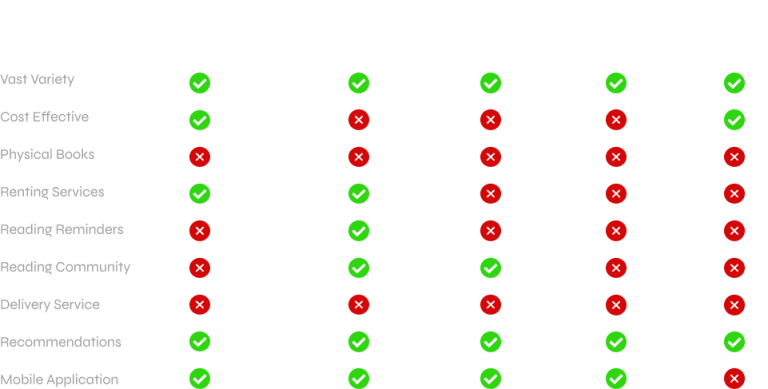 Vast Variety
Cost Effective
Physical Books
Renting Services
Reading Reminders
Reading Community
Delivery Service
Recommendations
Mobile Application